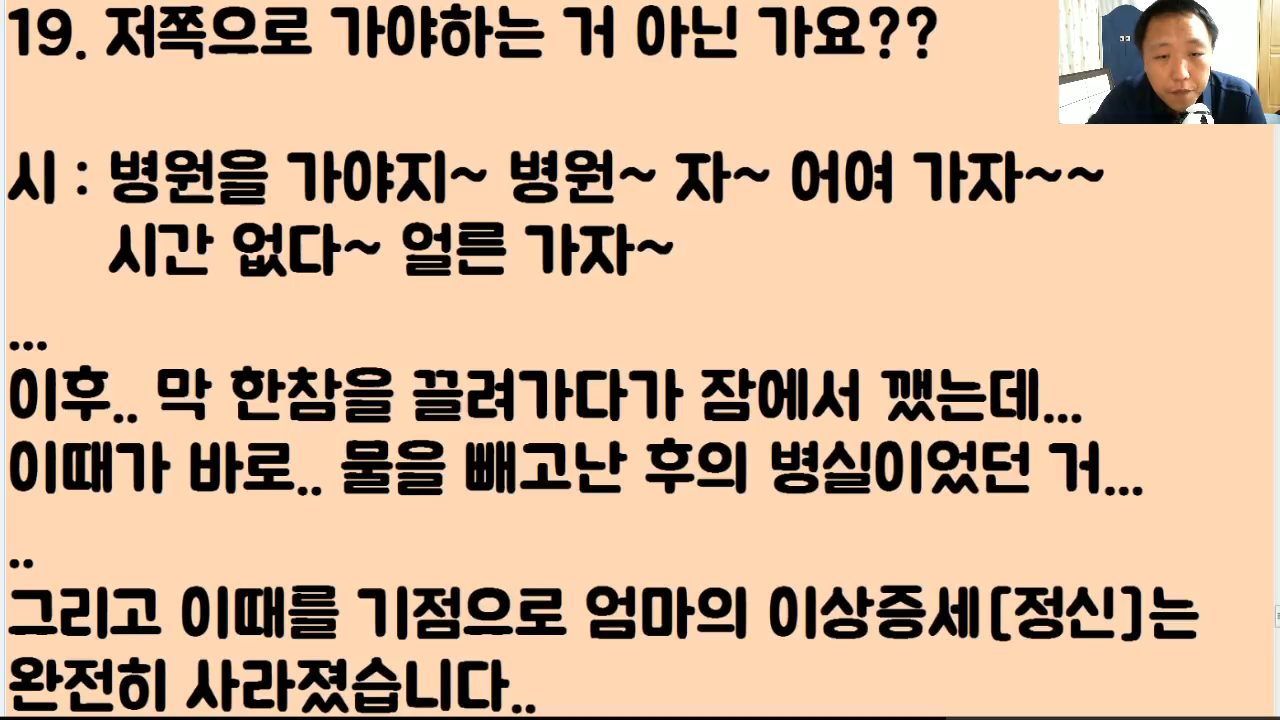 19. 저쪽으로 가야하는 거 아닌 가요??
시 : 병원을 가야지~ 병원~ 자~ 어여 가자~~
시간 없다~ 얼른 가자~
...
이후.. 막 한참을 끌려가다가 잠에서 깼는데...
이때가 바로.. 물을 빼고난 후의 병실이었던 거...
..
그리고 이때를 기점으로 엄마의 이상증세[정신]는
완전히 사라졌습니다..